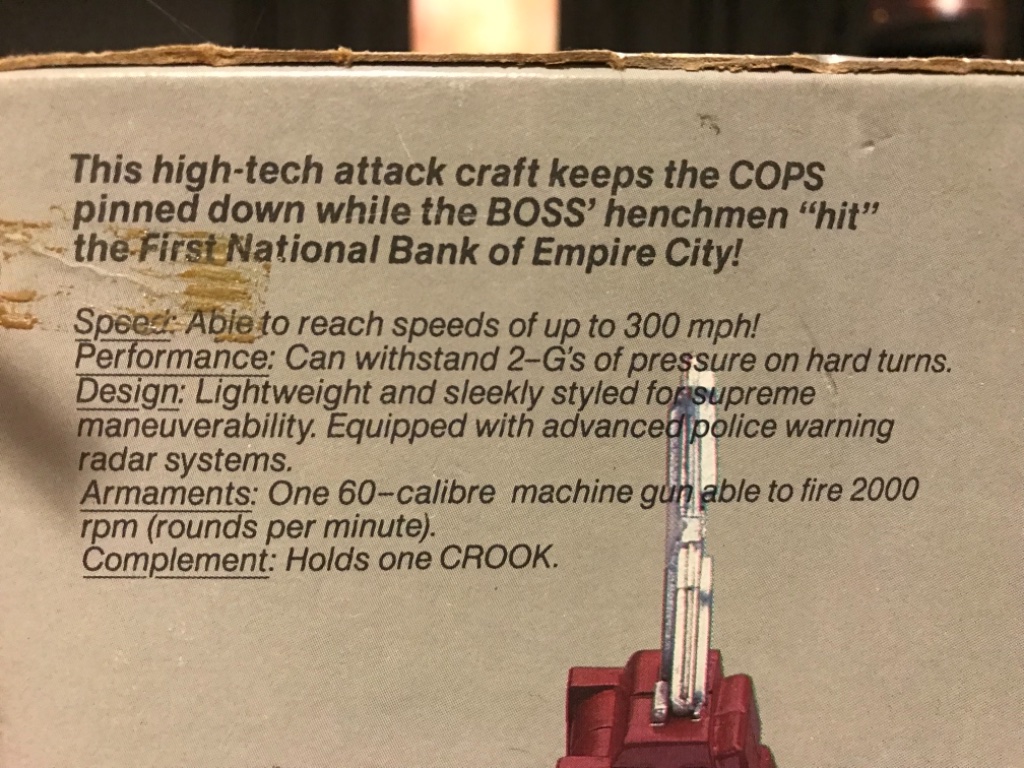 This high-tech attack craft keeps the COPS
pinned down while the BOSS' henchmen "hit"
the First National Bank of Empire City!
Speed: Able to reach speeds of up to 300 mph!
Performance: Can withstand 2-G's of pressure on hard turns.
Design: Lightweight and sleekly styled for supreme
maneuverability. Equipped with advanced police warning
radar systems.
Armaments: One 60-calibre machine gun able to fire 2000
rpm (rounds per minute).
Complement: Holds one CROOK.